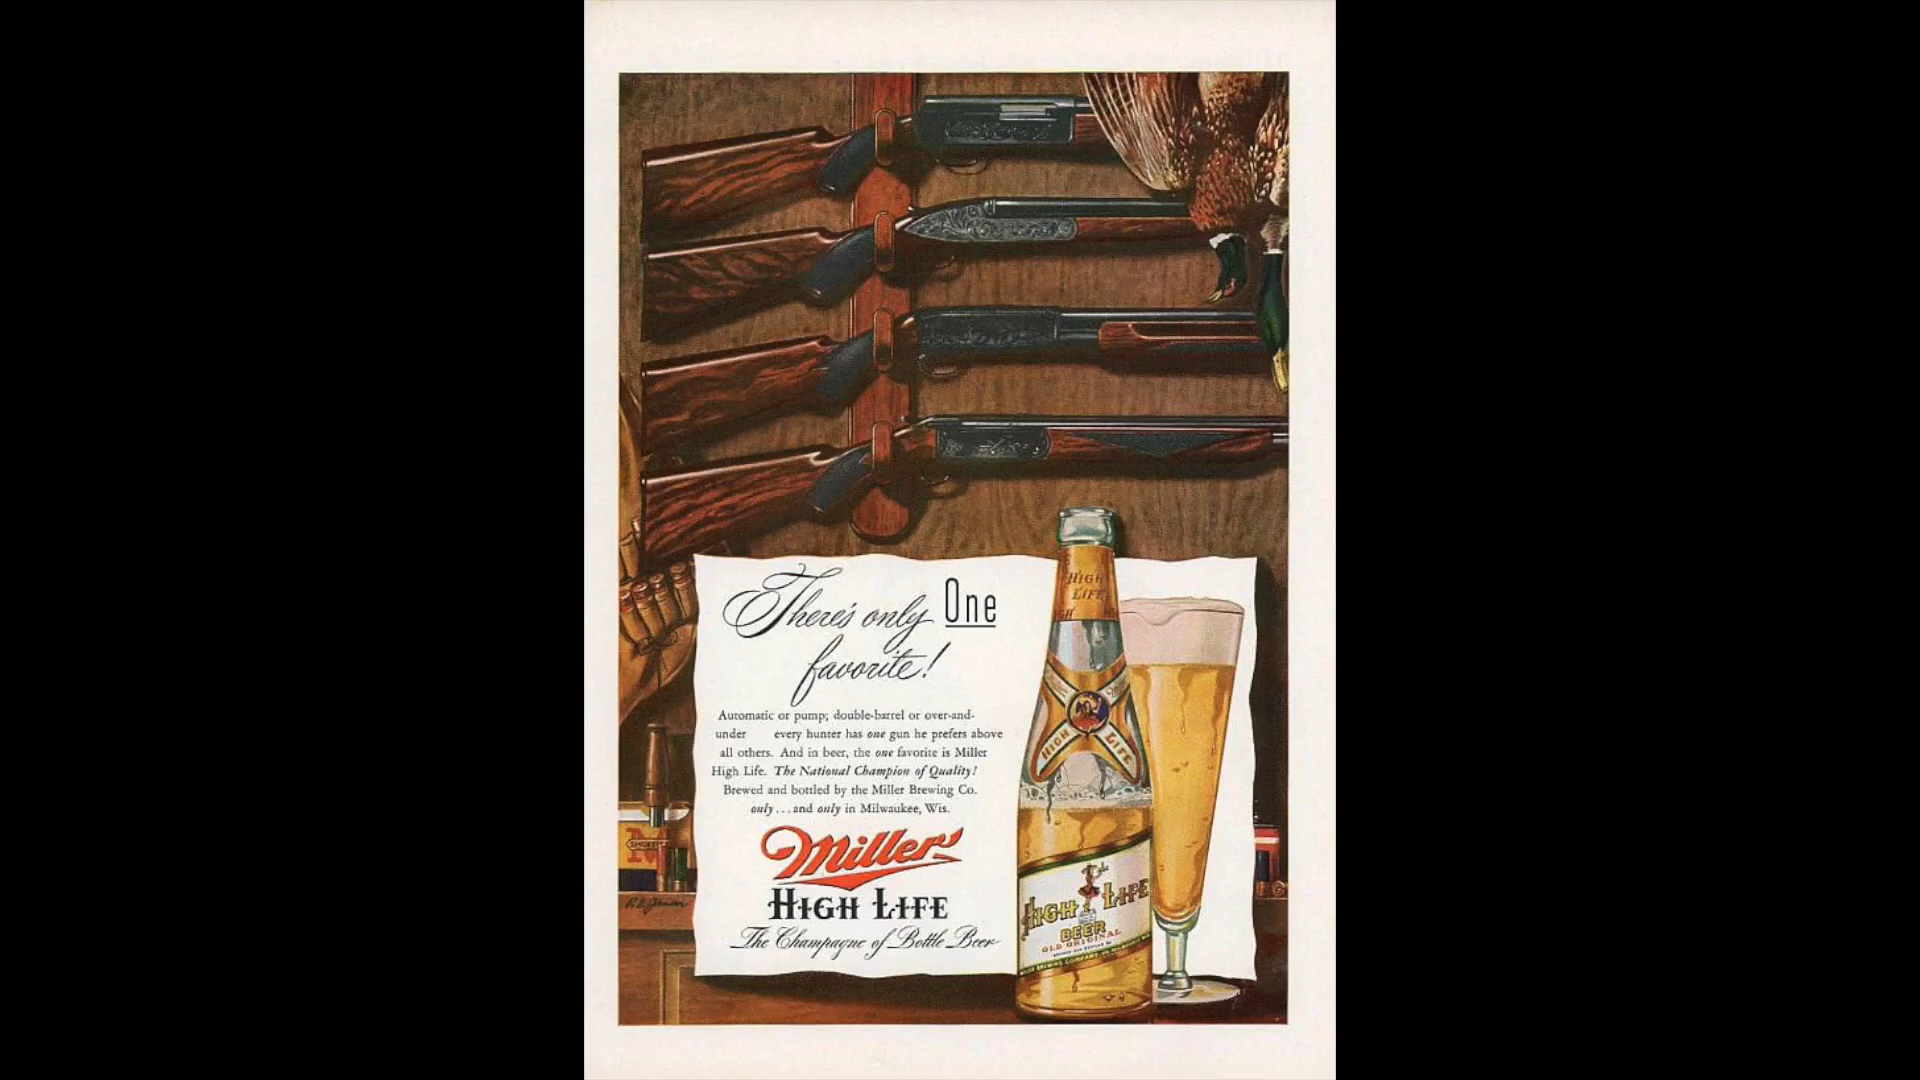 There's only One
favorite!
Automatic or pump; double-barrel or over-and-
under every hunter has one gun he prefers above
all others. And in beer, the one favorite is Miller
High Life. The National Champion of Quality!
Brewed and bottled by the Miller Brewing Co.
only...and only in Milwaukee, Wis.
Miller
HIGH LIFE
The Champagne of Bottle Beer
HIGH
LIFE
HIGH LIFE
HIGH LIFE
BEER
OLD ORIGINAL